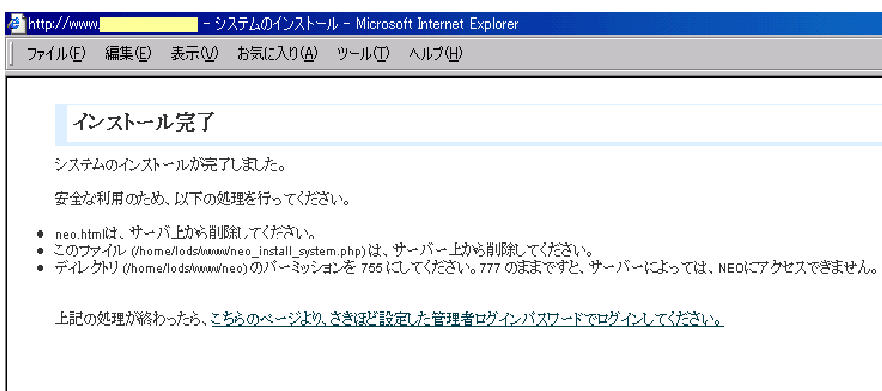 http://www. - システムのインストール - Microsoft Internet Explorer
ファイル(F) 編集(E) 表示(V) お気に入り(A) ツール(T) ヘルプ(H)
インストール完了
システムのインストールが完了しました。
安全な利用のため、以下の処理を行ってください。
neo.htmlは、サーバ上から削除してください。
このファイル (/home/lods/www/neo_install_system.php) は、サーバー上から削除してください。
ディレクトリ (/home/lods/www/neo) のパーミッションを 755 にしてください。777 のままですと、サーバーによっては、NEOにアクセスできません。
上記の処理が終わったら、こちらのページより、さきほど設定した管理者ログインパスワードでログインしてください。